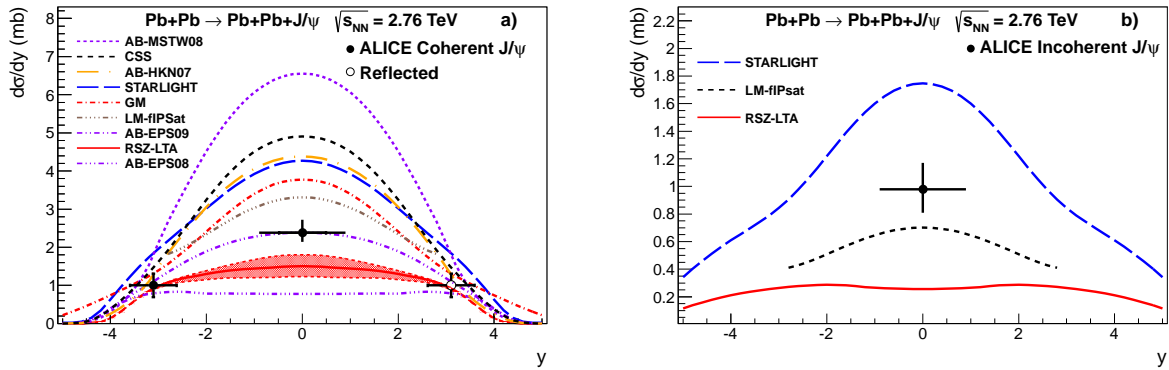 Pb+Pb → Pb+Pb+J/ψ √sNN = 2.76 TeV a)
AB-MSTW08
CSS
AB-HKN07
STARLIGHT
GM
LM-fIPsat
AB-EPS09
RSZ-LTA
AB-EPS08
ALICE Coherent J/ψ
Reflected
dσ/dy (mb)
8
7
6
5
4
3
2
1
0
-4 -2 0 2 4
y
Pb+Pb → Pb+Pb+J/ψ √sNN = 2.76 TeV b)
ALICE Incoherent J/ψ
STARLIGHT
LM-fIPsat
RSZ-LTA
dσ/dy (mb)
2.2
2
1.8
1.6
1.4
1.2
1
0.8
0.6
0.4
0.2
-4 -2 0 2 4
y